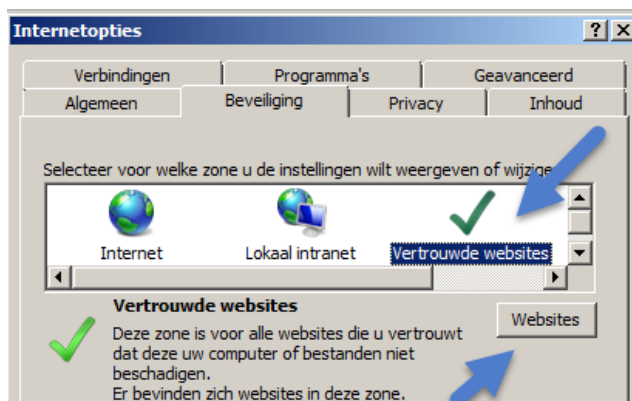 Internetopties
Verbindingen Programma's Geavanceerd
Algemeen Beveiliging Privacy Inhoud
Selecteer voor welke zone u de instellingen wilt weergeven of wijzige
Internet Lokaal intranet Vertrouwde websites
Vertrouwde websites
Websites
Deze zone is voor alle websites die u vertrouwt
dat deze uw computer of bestanden niet
beschadigen.
Er bevinden zich websites in deze zone.